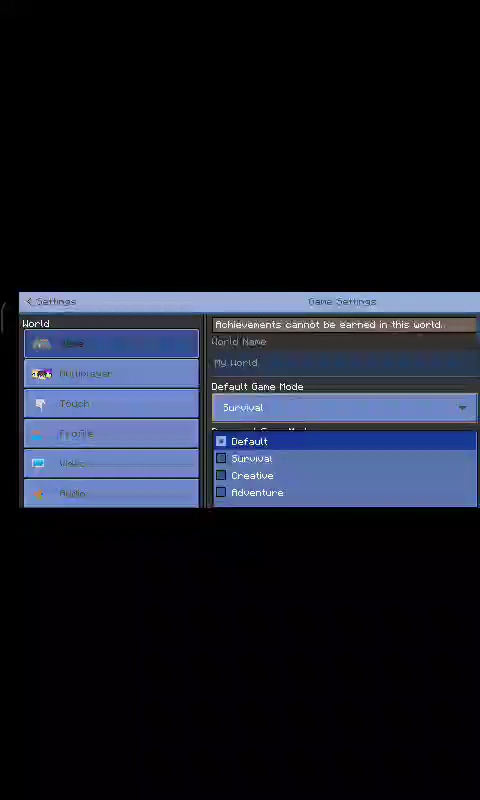 < Settings
Game Settings
World
Achievements cannot be earned in this world.
World Name
My World
Default Game Mode
Survival
Multiplayer
Touch
Profile
Video
Audio
Default
Survival
Creative
Adventure